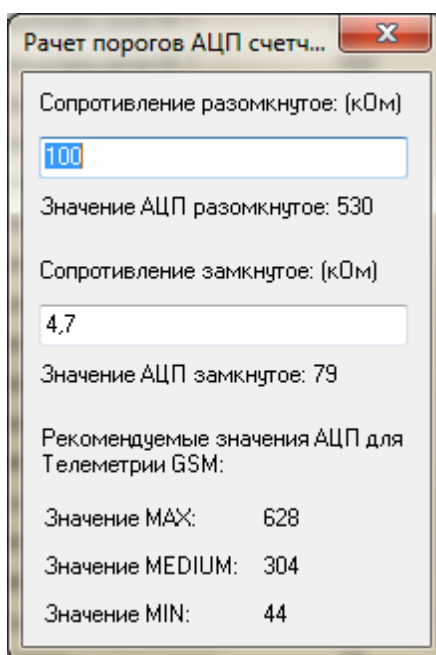 Рачет порогов АЦП счетч...
Сопротивление разомкнутое: (кОм)
100
Значение АЦП разомкнутое: 530
Сопротивление замкнутое: (кОм)
4,7
Значение АЦП замкнутое: 79
Рекомендуемые значения АЦП для
Телеметрии GSM:
Значение MAX: 628
Значение MEDIUM: 304
Значение MIN: 44